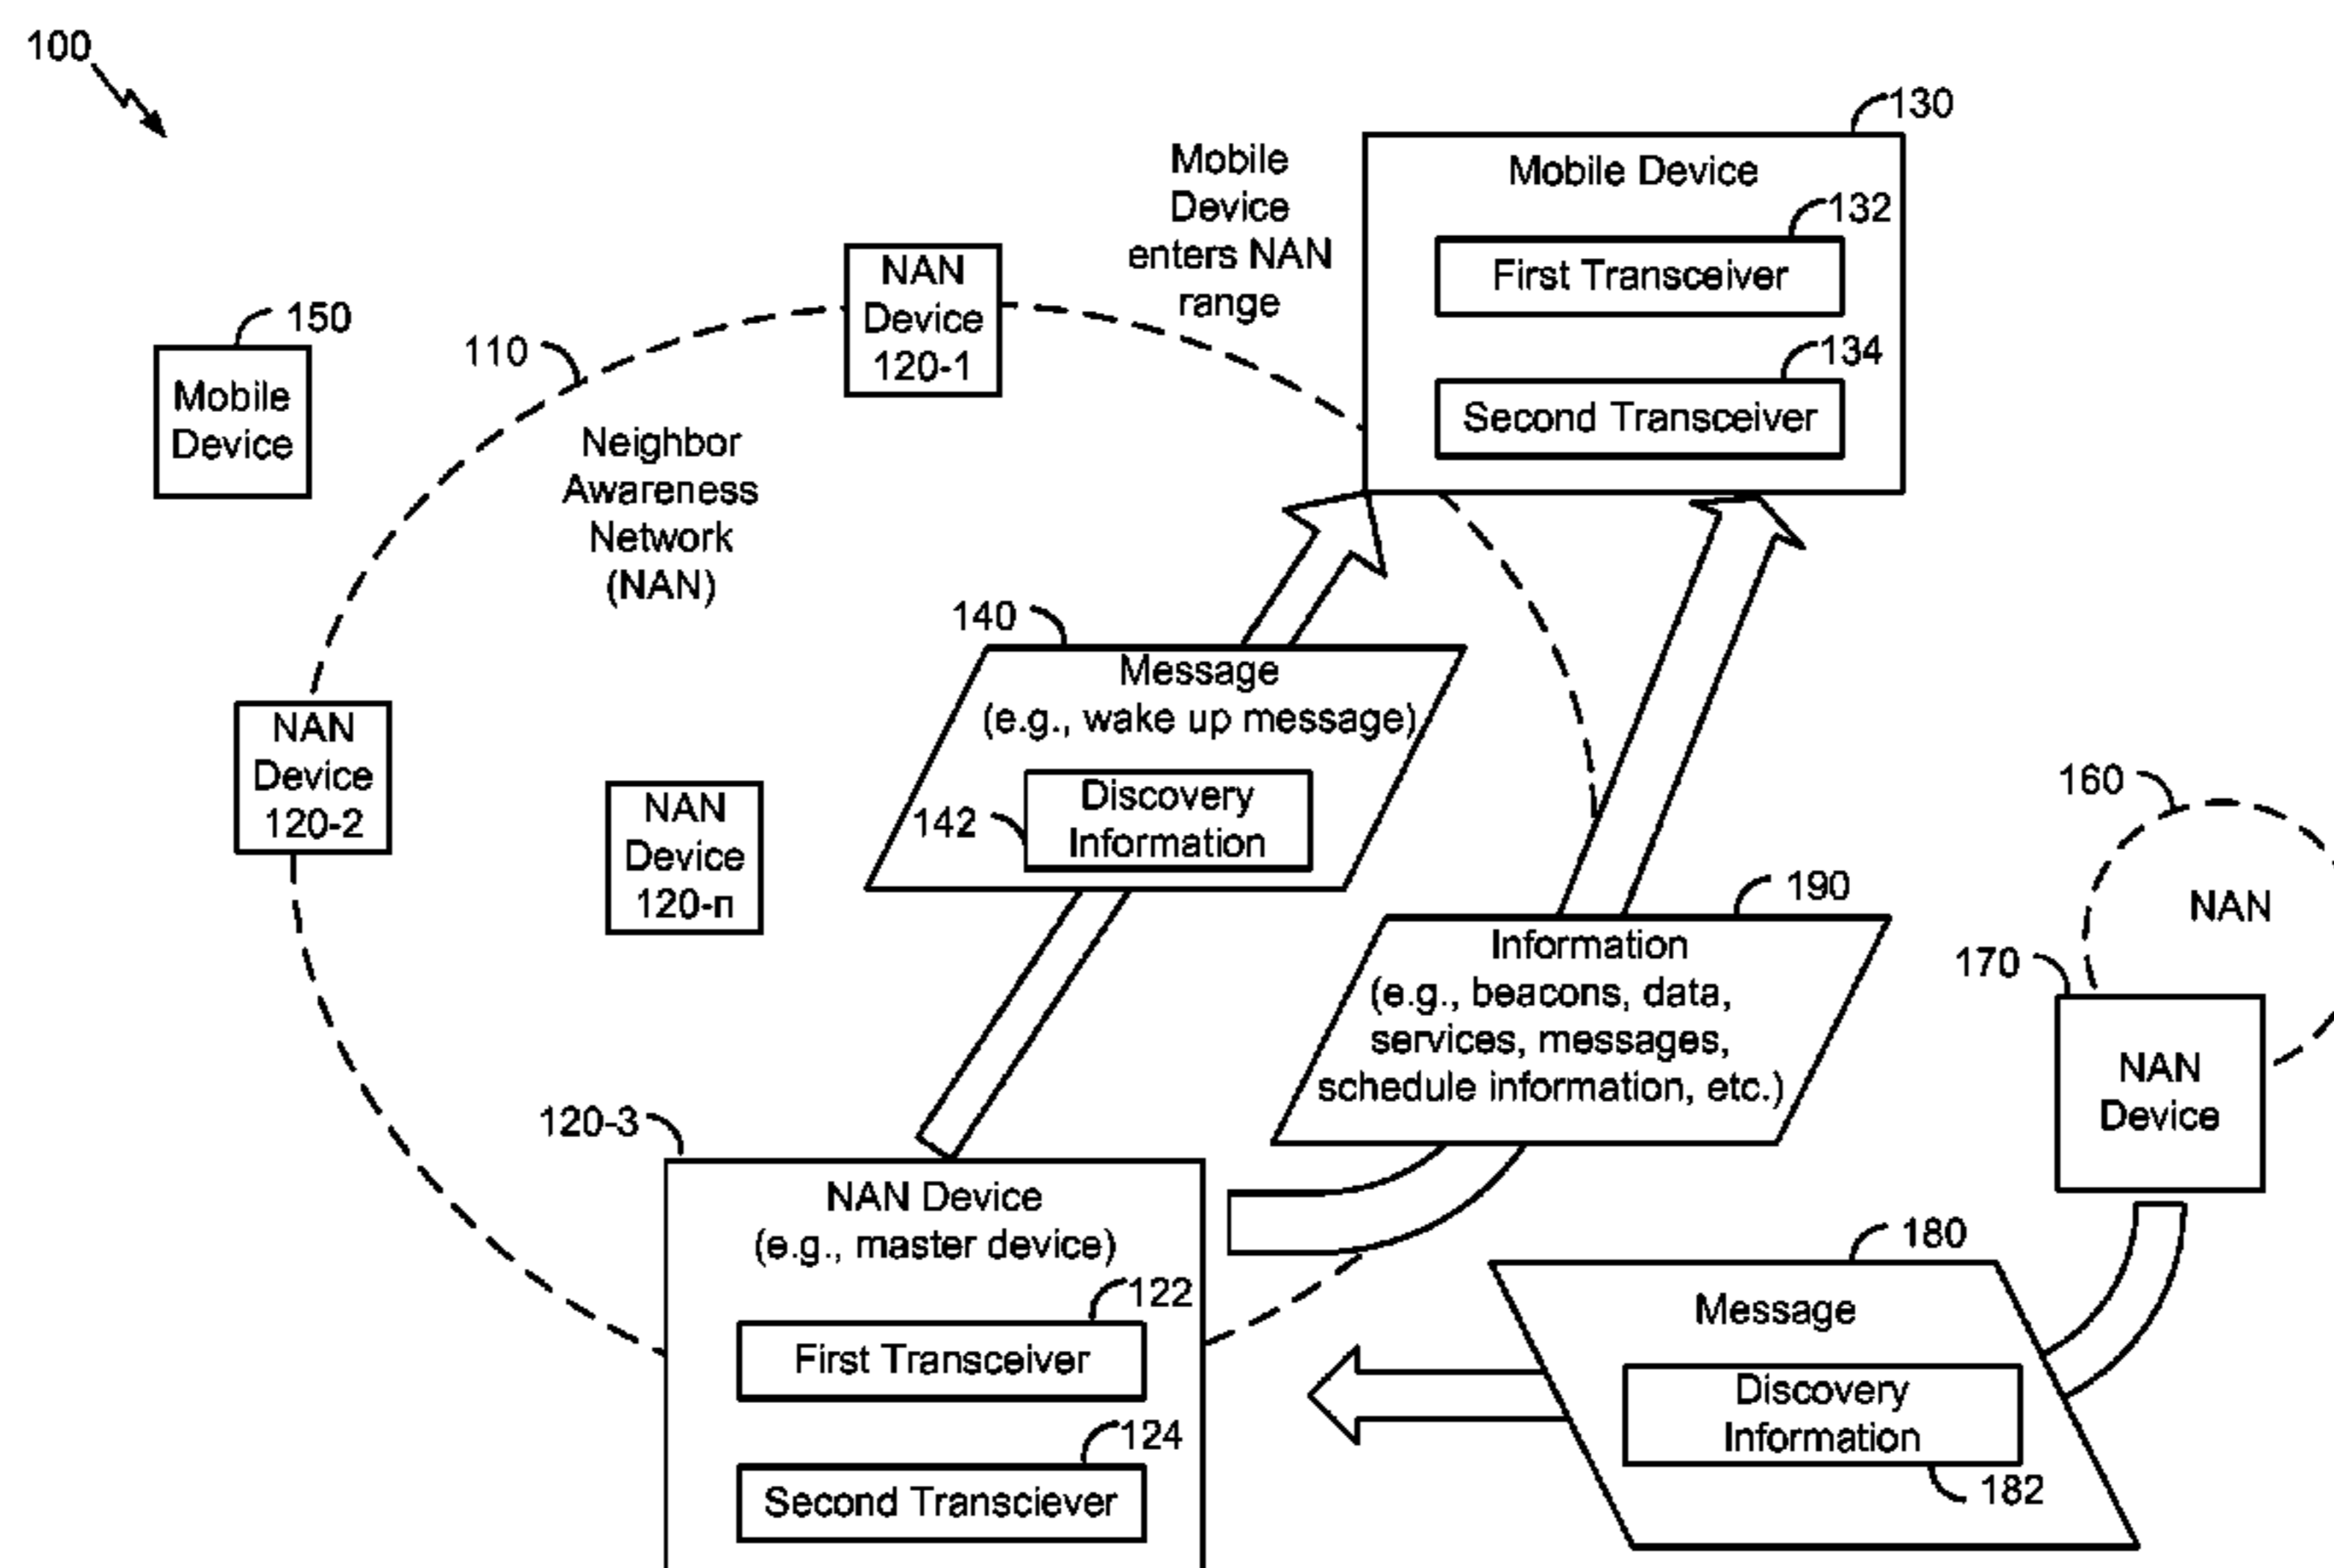 100
130
Mobile
Device
enters NAN
range
Mobile Device
132
First Transceiver
134
Second Transceiver
NAN
Device
120-1
150
Mobile
Device
110
Neighbor
Awareness
Network
(NAN)
140
Message
(e.g., wake up message)
142
Discovery
Information
NAN
Device
120-2
NAN
Device
120-n
160
NAN
190
Information
(e.g., beacons, data,
services, messages,
schedule information, etc.)
170
NAN
Device
120-3
NAN Device
(e.g., master device)
122
First Transceiver
124
Second Transciever
180
Message
Discovery
Information
182